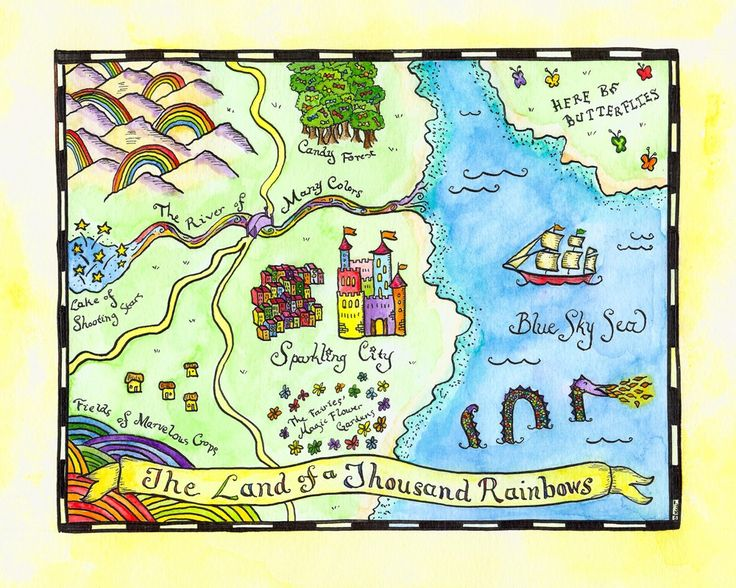 HERE BE
BUTTERFLIES
Candy Forest
The River of Many Colors
Lake of
Shooting Stars
Blue Sky Sea
Sparkling City
The Fairies'
Magic Flower
Gardens
Fields of Marvelous Crops
The Land of a Thousand Rainbows